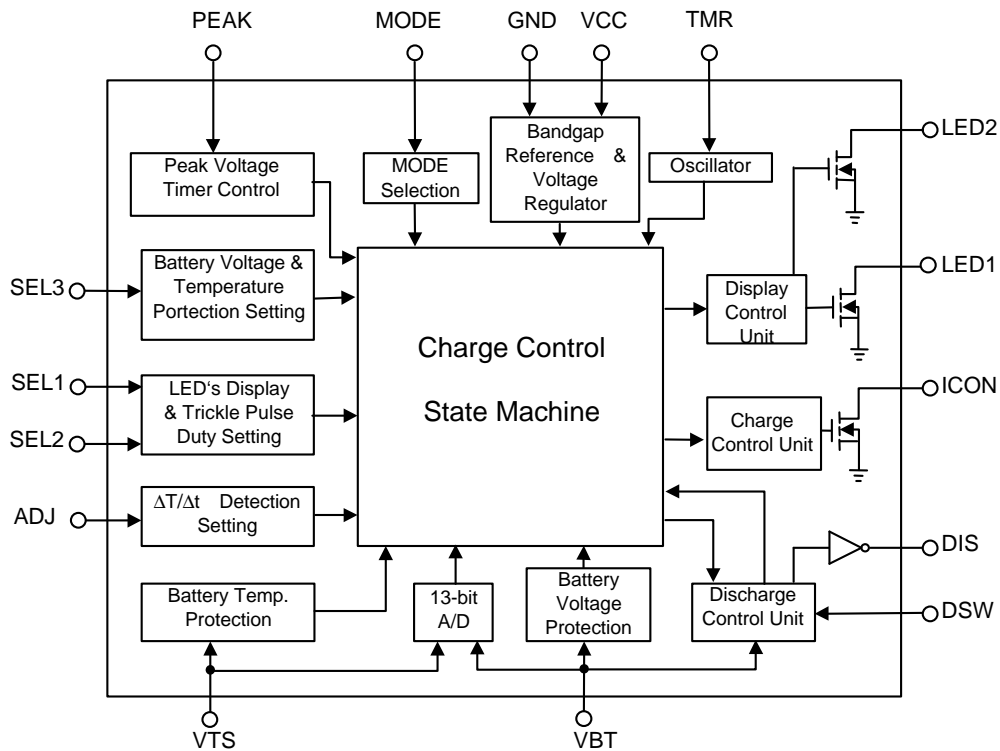 PEAK
MODE
GND
VCC
TMR
LED2
Peak Voltage
Timer Control
MODE
Selection
Bandgap
Reference &
Voltage
Regulator
Oscillator
SEL3
Battery Voltage &
Temperature
Portection Setting
LED1
Display
Control
Unit
Charge Control
State Machine
SEL1
SEL2
LED‘s Display
& Trickle Pulse
Duty Setting
ICON
Charge
Control Unit
ADJ
ΔT/Δt Detection
Setting
DIS
Battery Temp.
Protection
13-bit
A/D
Battery
Voltage
Protection
Discharge
Control Unit
DSW
VTS
VBT